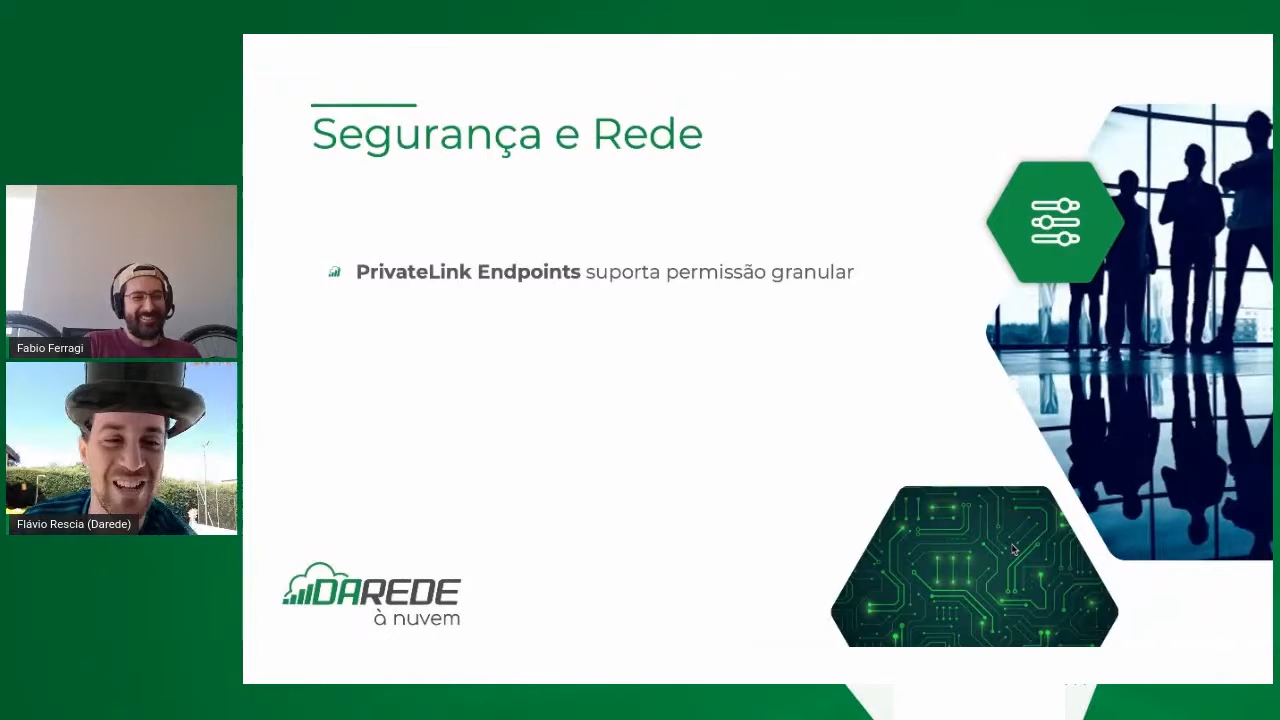 Segurança e Rede
PrivateLink Endpoints suporta permissão granular
Fabio Ferragi
Flávio Rescia (Darede)
DAREDE
à nuvem